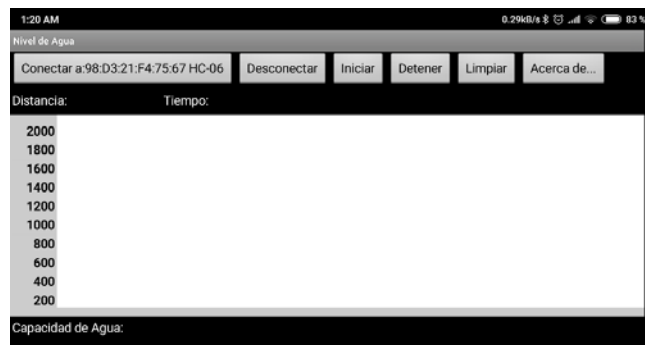 1:20 AM 0.29kB/s 83 %
Nivel de Agua
Conectar a:98:D3:21:F4:75:67 HC-06 Desconectar Iniciar Detener Limpiar Acerca de...
Distancia: Tiempo:
2000
1800
1600
1400
1200
1000
800
600
400
200
Capacidad de Agua: